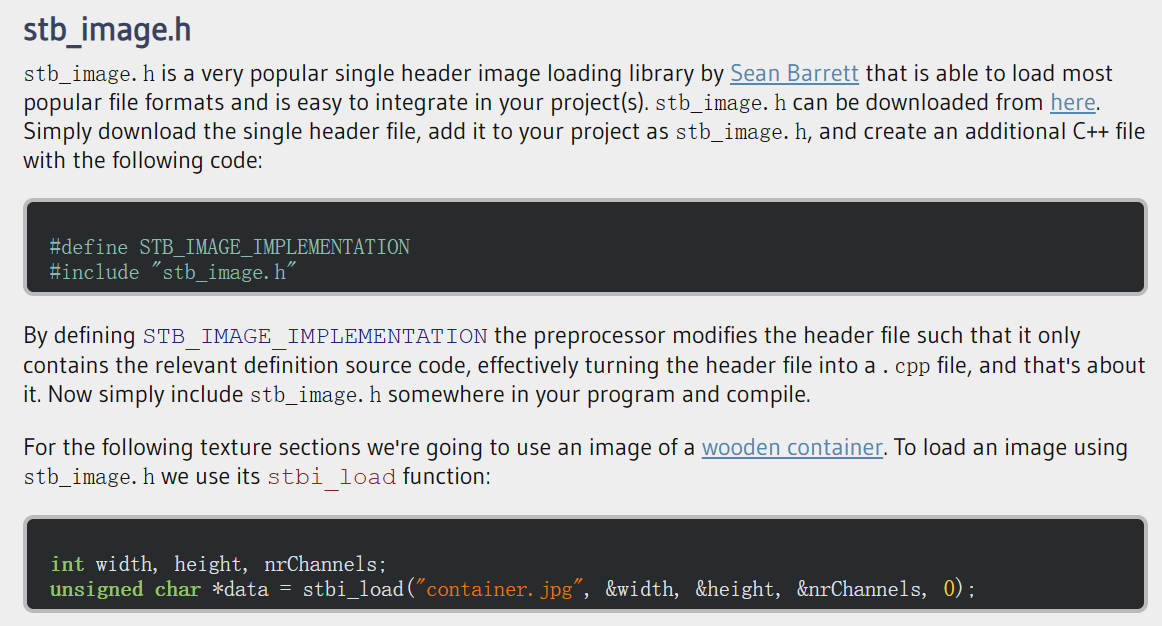 stb_image.h
stb_image.h is a very popular single header image loading library by Sean Barrett that is able to load most
popular file formats and is easy to integrate in your project(s). stb_image.h can be downloaded from here.
Simply download the single header file, add it to your project as stb_image.h, and create an additional C++ file
with the following code:
#define STB_IMAGE_IMPLEMENTATION
#include "stb_image.h"
By defining STB_IMAGE_IMPLEMENTATION the preprocessor modifies the header file such that it only
contains the relevant definition source code, effectively turning the header file into a .cpp file, and that's about
it. Now simply include stb_image.h somewhere in your program and compile.
For the following texture sections we're going to use an image of a wooden container. To load an image using
stb_image.h we use its stbi_load function:
int width, height, nrChannels;
unsigned char *data = stbi_load("container.jpg", &width, &height, &nrChannels, 0);